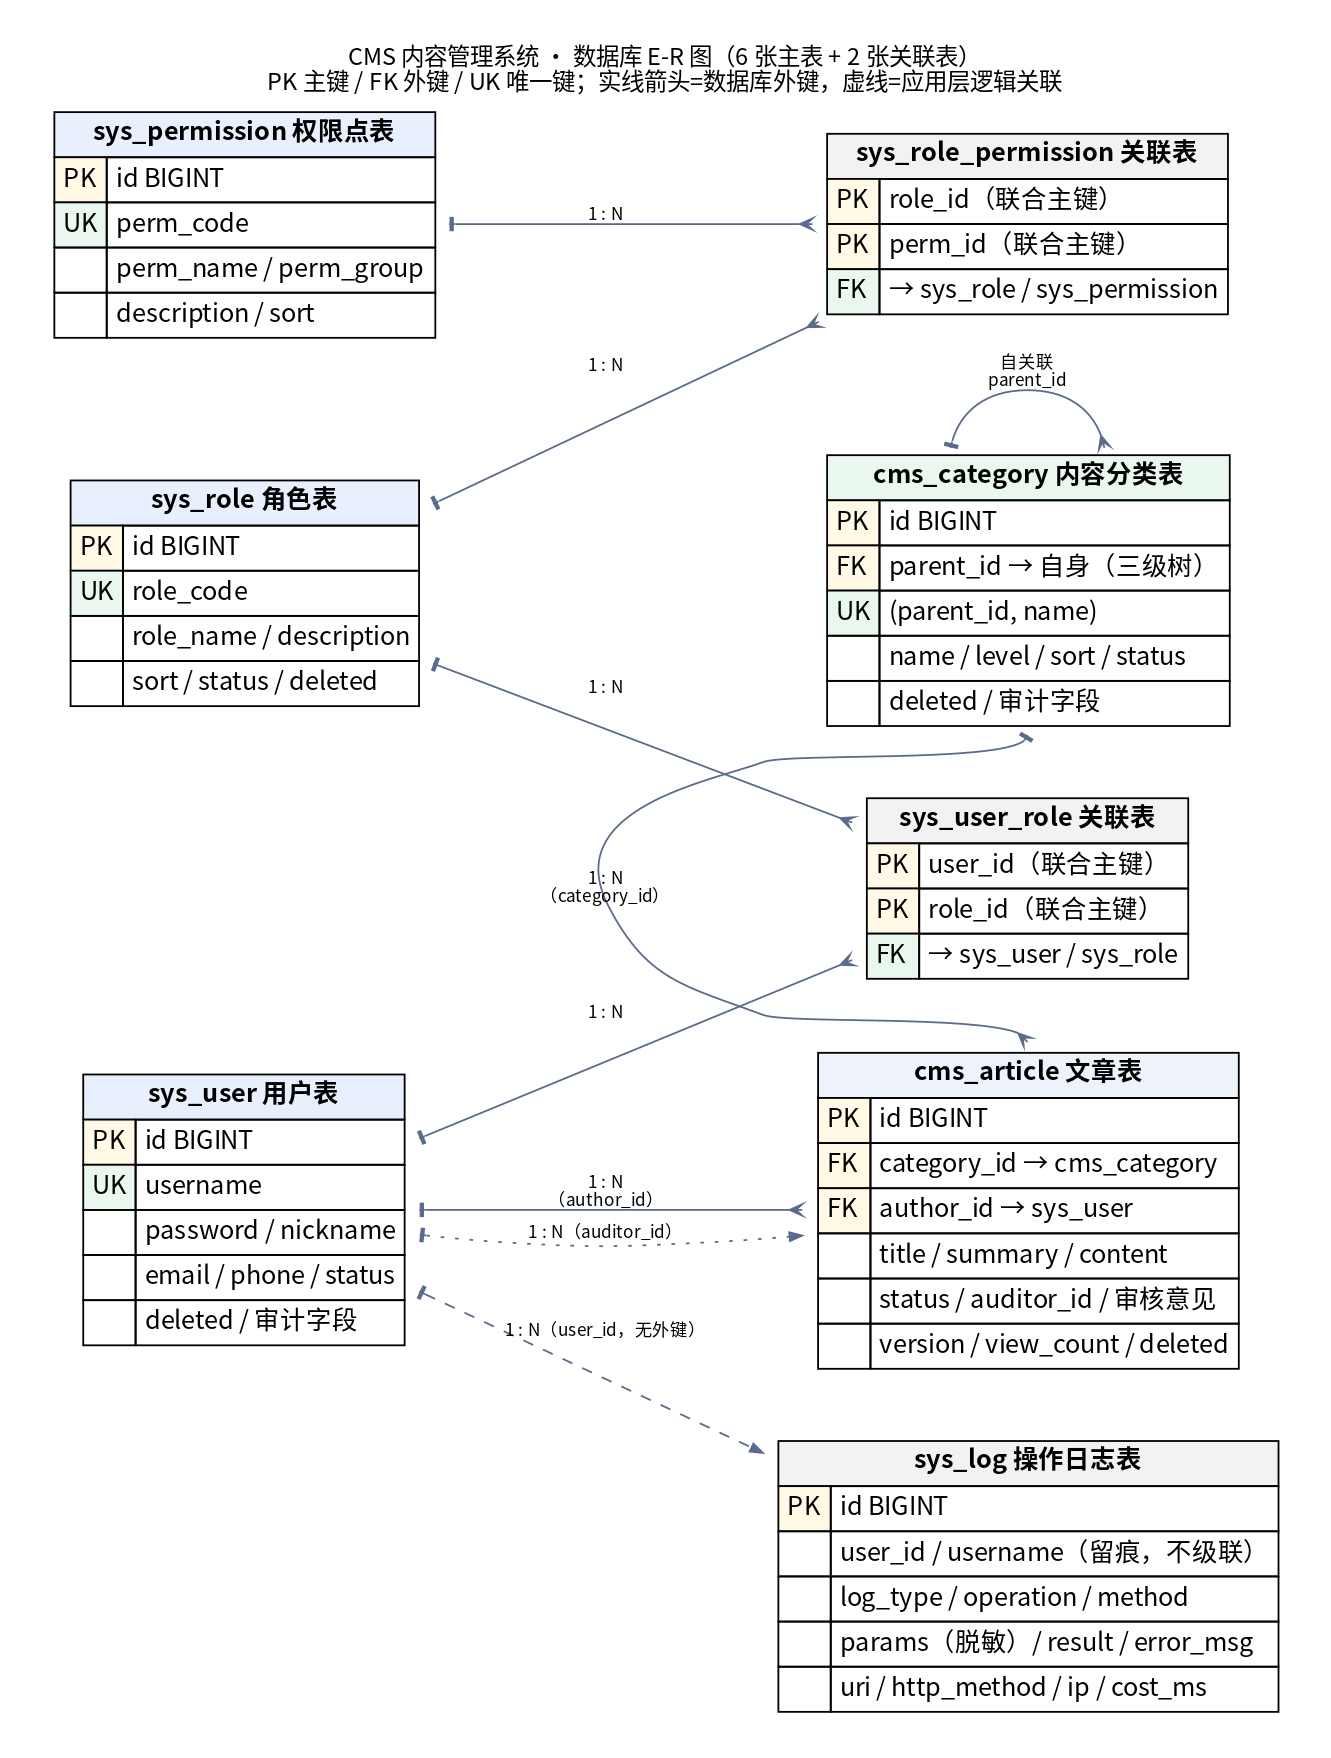 CMS 内容管理系统 · 数据库 E-R 图（6 张主表 + 2 张关联表）
PK 主键 / FK 外键 / UK 唯一键；实线箭头=数据库外键，虚线=应用层逻辑关联
sys_permission 权限点表
PK id BIGINT
UK perm_code
perm_name / perm_group
description / sort
1 : N
sys_role_permission 关联表
PK role_id（联合主键）
PK perm_id（联合主键）
FK → sys_role / sys_permission
1 : N
自关联
parent_id
sys_role 角色表
PK id BIGINT
UK role_code
role_name / description
sort / status / deleted
cms_category 内容分类表
PK id BIGINT
FK parent_id → 自身（三级树）
UK (parent_id, name)
name / level / sort / status
deleted / 审计字段
1 : N
sys_user_role 关联表
PK user_id（联合主键）
PK role_id（联合主键）
FK → sys_user / sys_role
1 : N
（category_id）
1 : N
sys_user 用户表
PK id BIGINT
UK username
password / nickname
email / phone / status
deleted / 审计字段
1 : N
（author_id）
1 : N（auditor_id）
1 : N（user_id，无外键）
cms_article 文章表
PK id BIGINT
FK category_id → cms_category
FK author_id → sys_user
title / summary / content
status / auditor_id / 审核意见
version / view_count / deleted
sys_log 操作日志表
PK id BIGINT
user_id / username（留痕，不级联）
log_type / operation / method
params（脱敏）/ result / error_msg
uri / http_method / ip / cost_ms